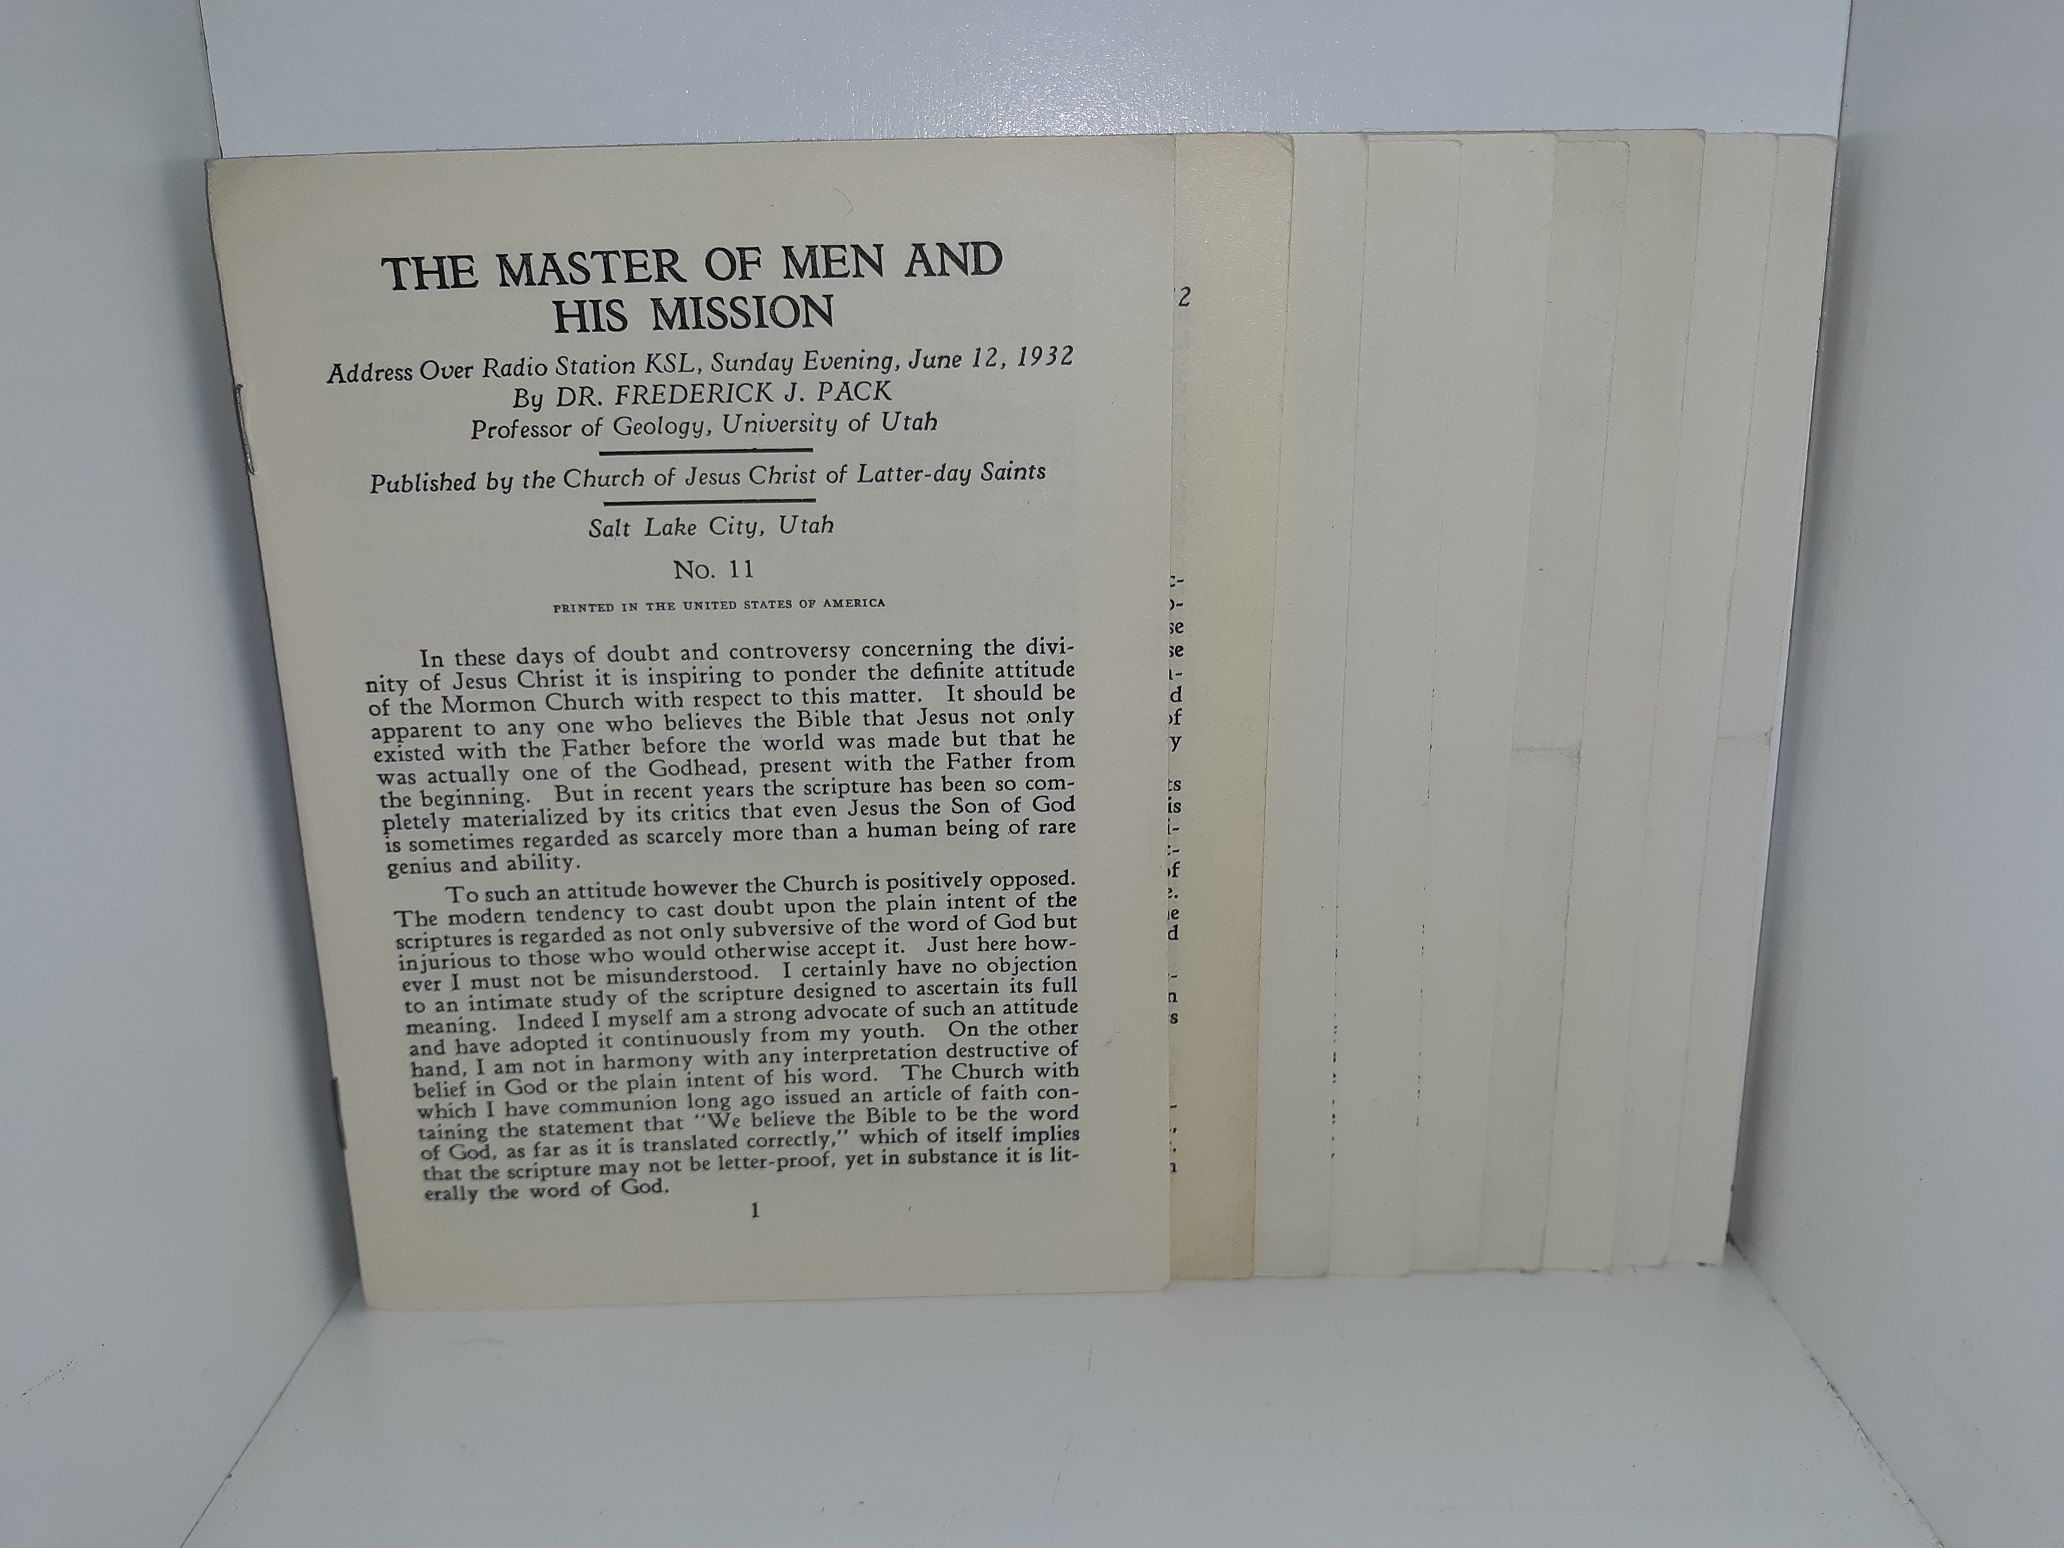 THE MASTER OF MEN AND
HIS MISSION
Address Over Radio Station KSL, Sunday Evening, June 12, 1932
By DR. FREDERICK J. PACK
Professor of Geology, University of Utah
Published by the Church of Jesus Christ of Latter-day Saints
Salt Lake City, Utah
No. 11
PRINTED IN THE UNITED STATES OF AMERICA
In these days of doubt and controversy concerning the divi-
nity of Jesus Christ it is inspiring to ponder the definite attitude
of the Mormon Church with respect to this matter. It should be
apparent to any one who believes the Bible that Jesus not only
existed with the Father before the world was made but that he
was actually one of the Godhead, present with the Father from
the beginning. But in recent years the scripture has been so com-
pletely materialized by its critics that even Jesus the Son of God
is sometimes regarded as scarcely more than a human being of rare
genius and ability.
To such an attitude however the Church is positively opposed.
The modern tendency to cast doubt upon the plain intent of the
scriptures is regarded as not only subversive of the word of God but
injurious to those who would otherwise accept it. Just here how-
ever I must not be misunderstood. I certainly have no objection
to an intimate study of the scripture designed to ascertain its full
meaning. Indeed I myself am a strong advocate of such an attitude
and have adopted it continuously from my youth. On the other
hand, I am not in harmony with any interpretation destructive of
belief in God or the plain intent of his word. The Church with
which I have communion long ago issued an article of faith con-
taining the statement that "We believe the Bible to be the word
of God, as far as it is translated correctly," which of itself implies
that the scripture may not be letter-proof, yet in substance it is lit-
erally the word of God.
1